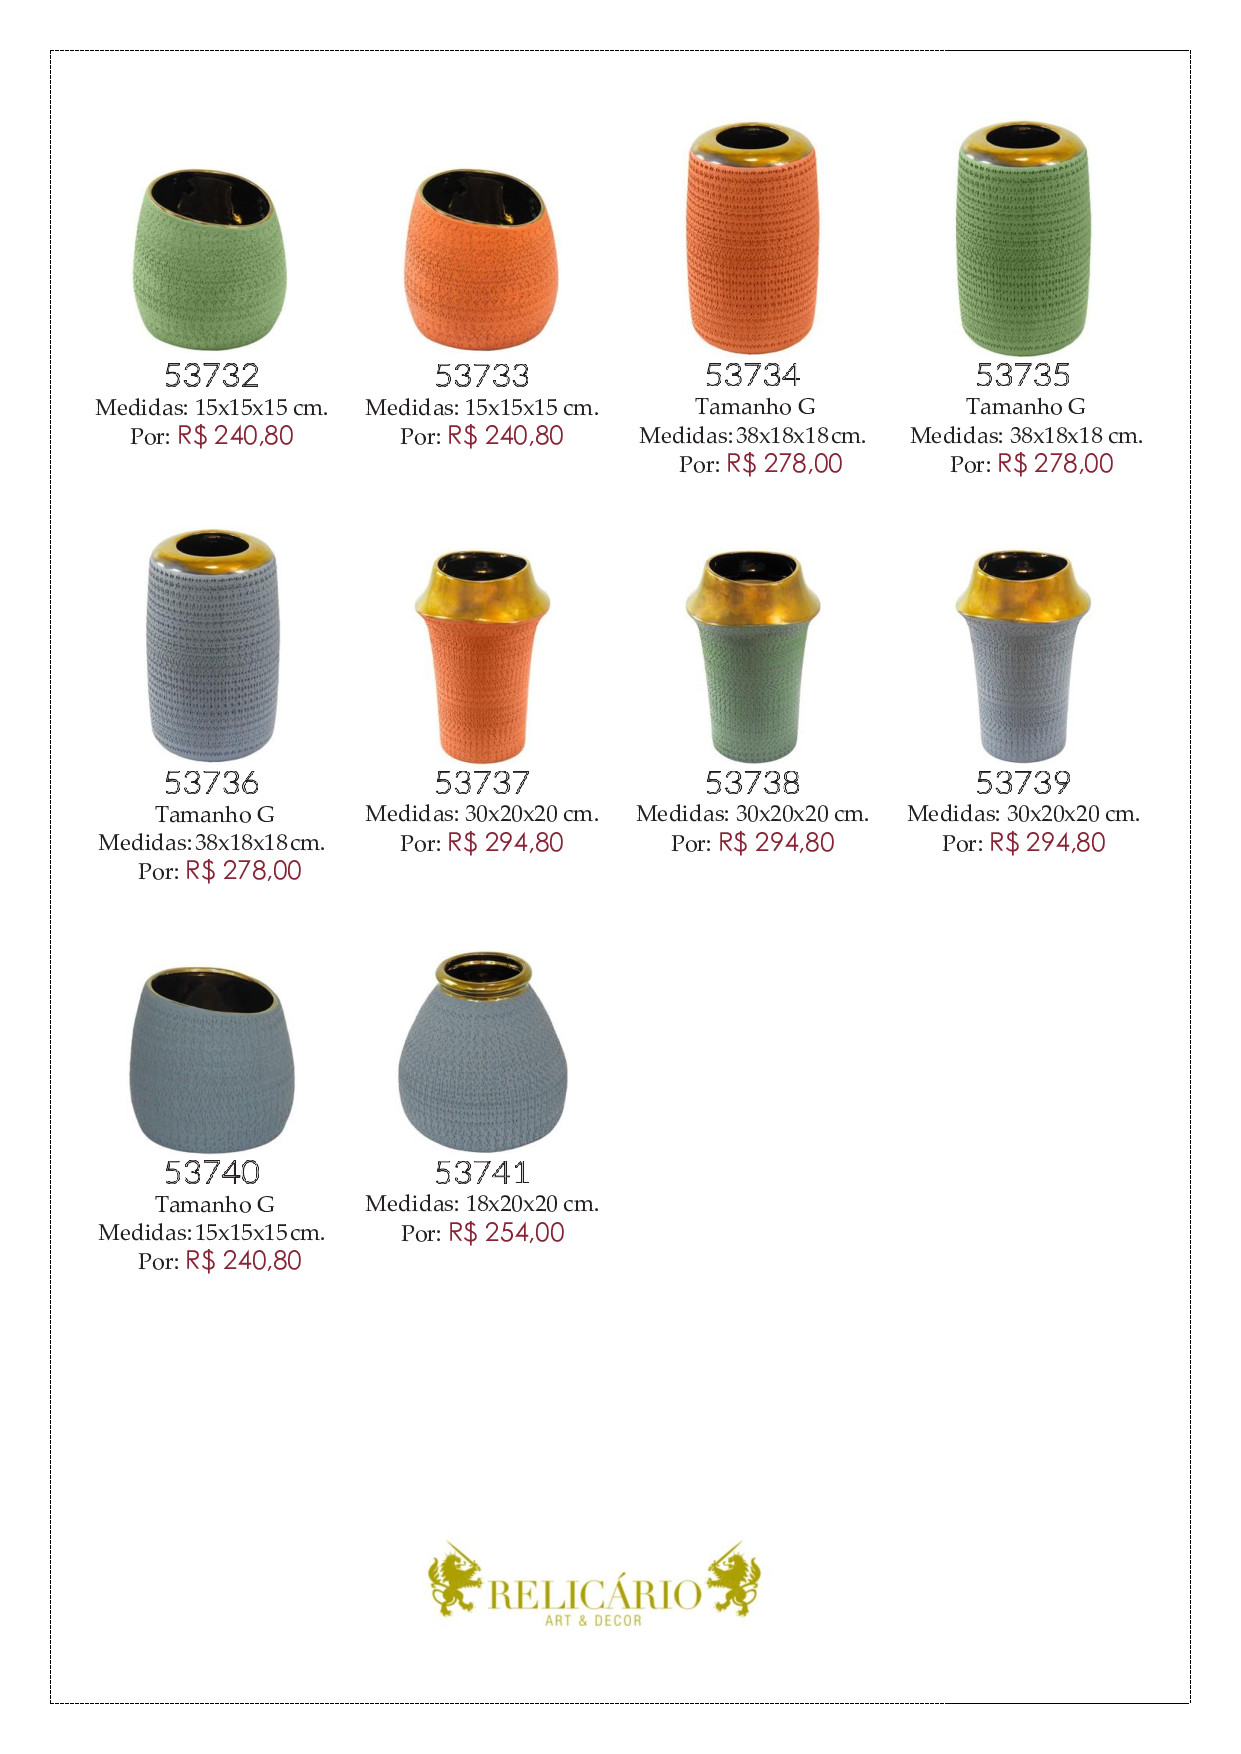 53732
Medidas: 15x15x15 cm.
Por: R$ 240,80
53733
Medidas: 15x15x15 cm.
Por: R$ 240,80
53734
Tamanho G
Medidas: 38x18x18 cm.
Por: R$ 278,00
53735
Tamanho G
Medidas: 38x18x18 cm.
Por: R$ 278,00
53736
Tamanho G
Medidas: 38x18x18 cm.
Por: R$ 278,00
53737
Medidas: 30x20x20 cm.
Por: R$ 294,80
53738
Medidas: 30x20x20 cm.
Por: R$ 294,80
53739
Medidas: 30x20x20 cm.
Por: R$ 294,80
53740
Tamanho G
Medidas: 15x15x15 cm.
Por: R$ 240,80
53741
Medidas: 18x20x20 cm.
Por: R$ 254,00
RELICÁRIO
ART & DECOR